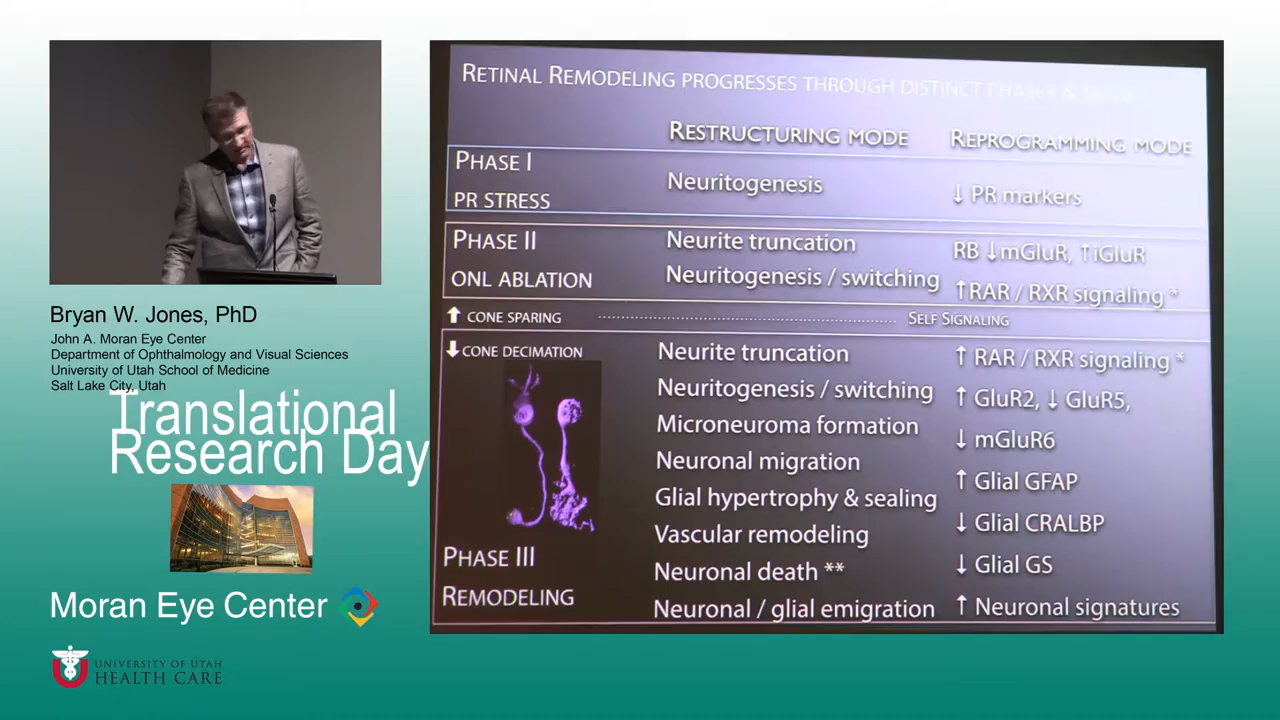 Bryan W. Jones, PhD
John A. Moran Eye Center
Department of Ophthalmology and Visual Sciences
University of Utah School of Medicine
Salt Lake City, Utah
Translational
Research Day
Moran Eye Center
UNIVERSITY OF UTAH
HEALTH CARE
RETINAL REMODELING PROGRESSES THROUGH DISTINCT PHASES
RESTRUCTURING MODE REPROGRAMMING MODE
PHASE I
PR STRESS
Neuritogenesis
↓ PR markers
PHASE II
ONL ABLATION
Neurite truncation
Neuritogenesis / switching
RB ↓mGluR, ↑iGluR
↑RAR / RXR signaling *
↑ CONE SPARING SELF SIGNALING
↓ CONE DECIMATION
PHASE III
REMODELING
Neurite truncation
Neuritogenesis / switching
Microneuroma formation
Neuronal migration
Glial hypertrophy & sealing
Vascular remodeling
Neuronal death **
Neuronal / glial emigration
↑ RAR / RXR signaling *
↑ GluR2, ↓ GluR5,
↓ mGluR6
↑ Glial GFAP
↓ Glial CRALBP
↓ Glial GS
↑ Neuronal signatures